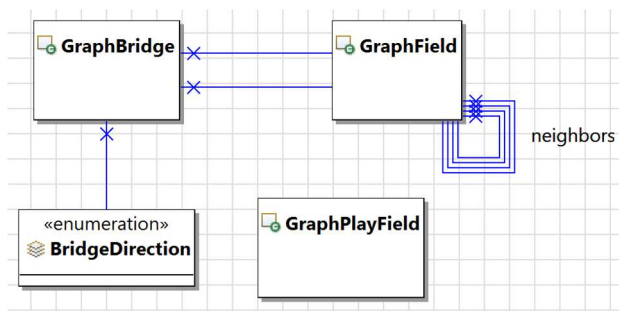 GraphBridge
GraphField
neighbors
«enumeration»
BridgeDirection
GraphPlayField